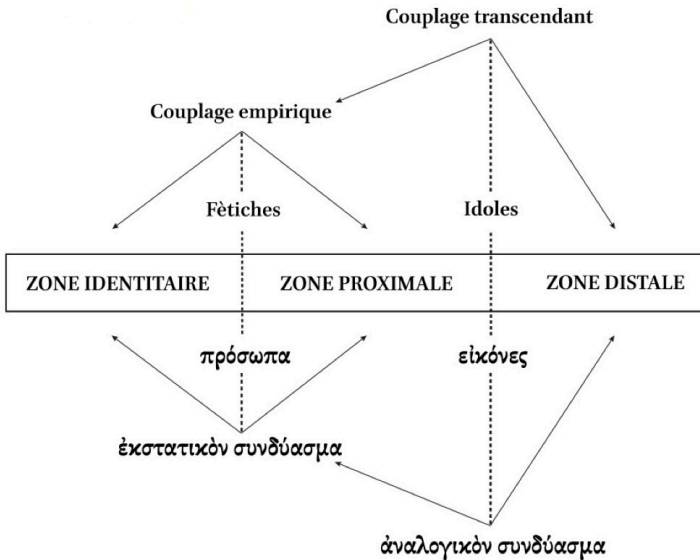 Couplage transcendant
Couplage empirique
Fètiches
Idoles
ZONE IDENTITAIRE
ZONE PROXIMALE
ZONE DISTALE
πρόσωπα
εἰκόνες
ἐκστατικὸν συνδύασμα
ἀναλογικὸν συνδύασμα